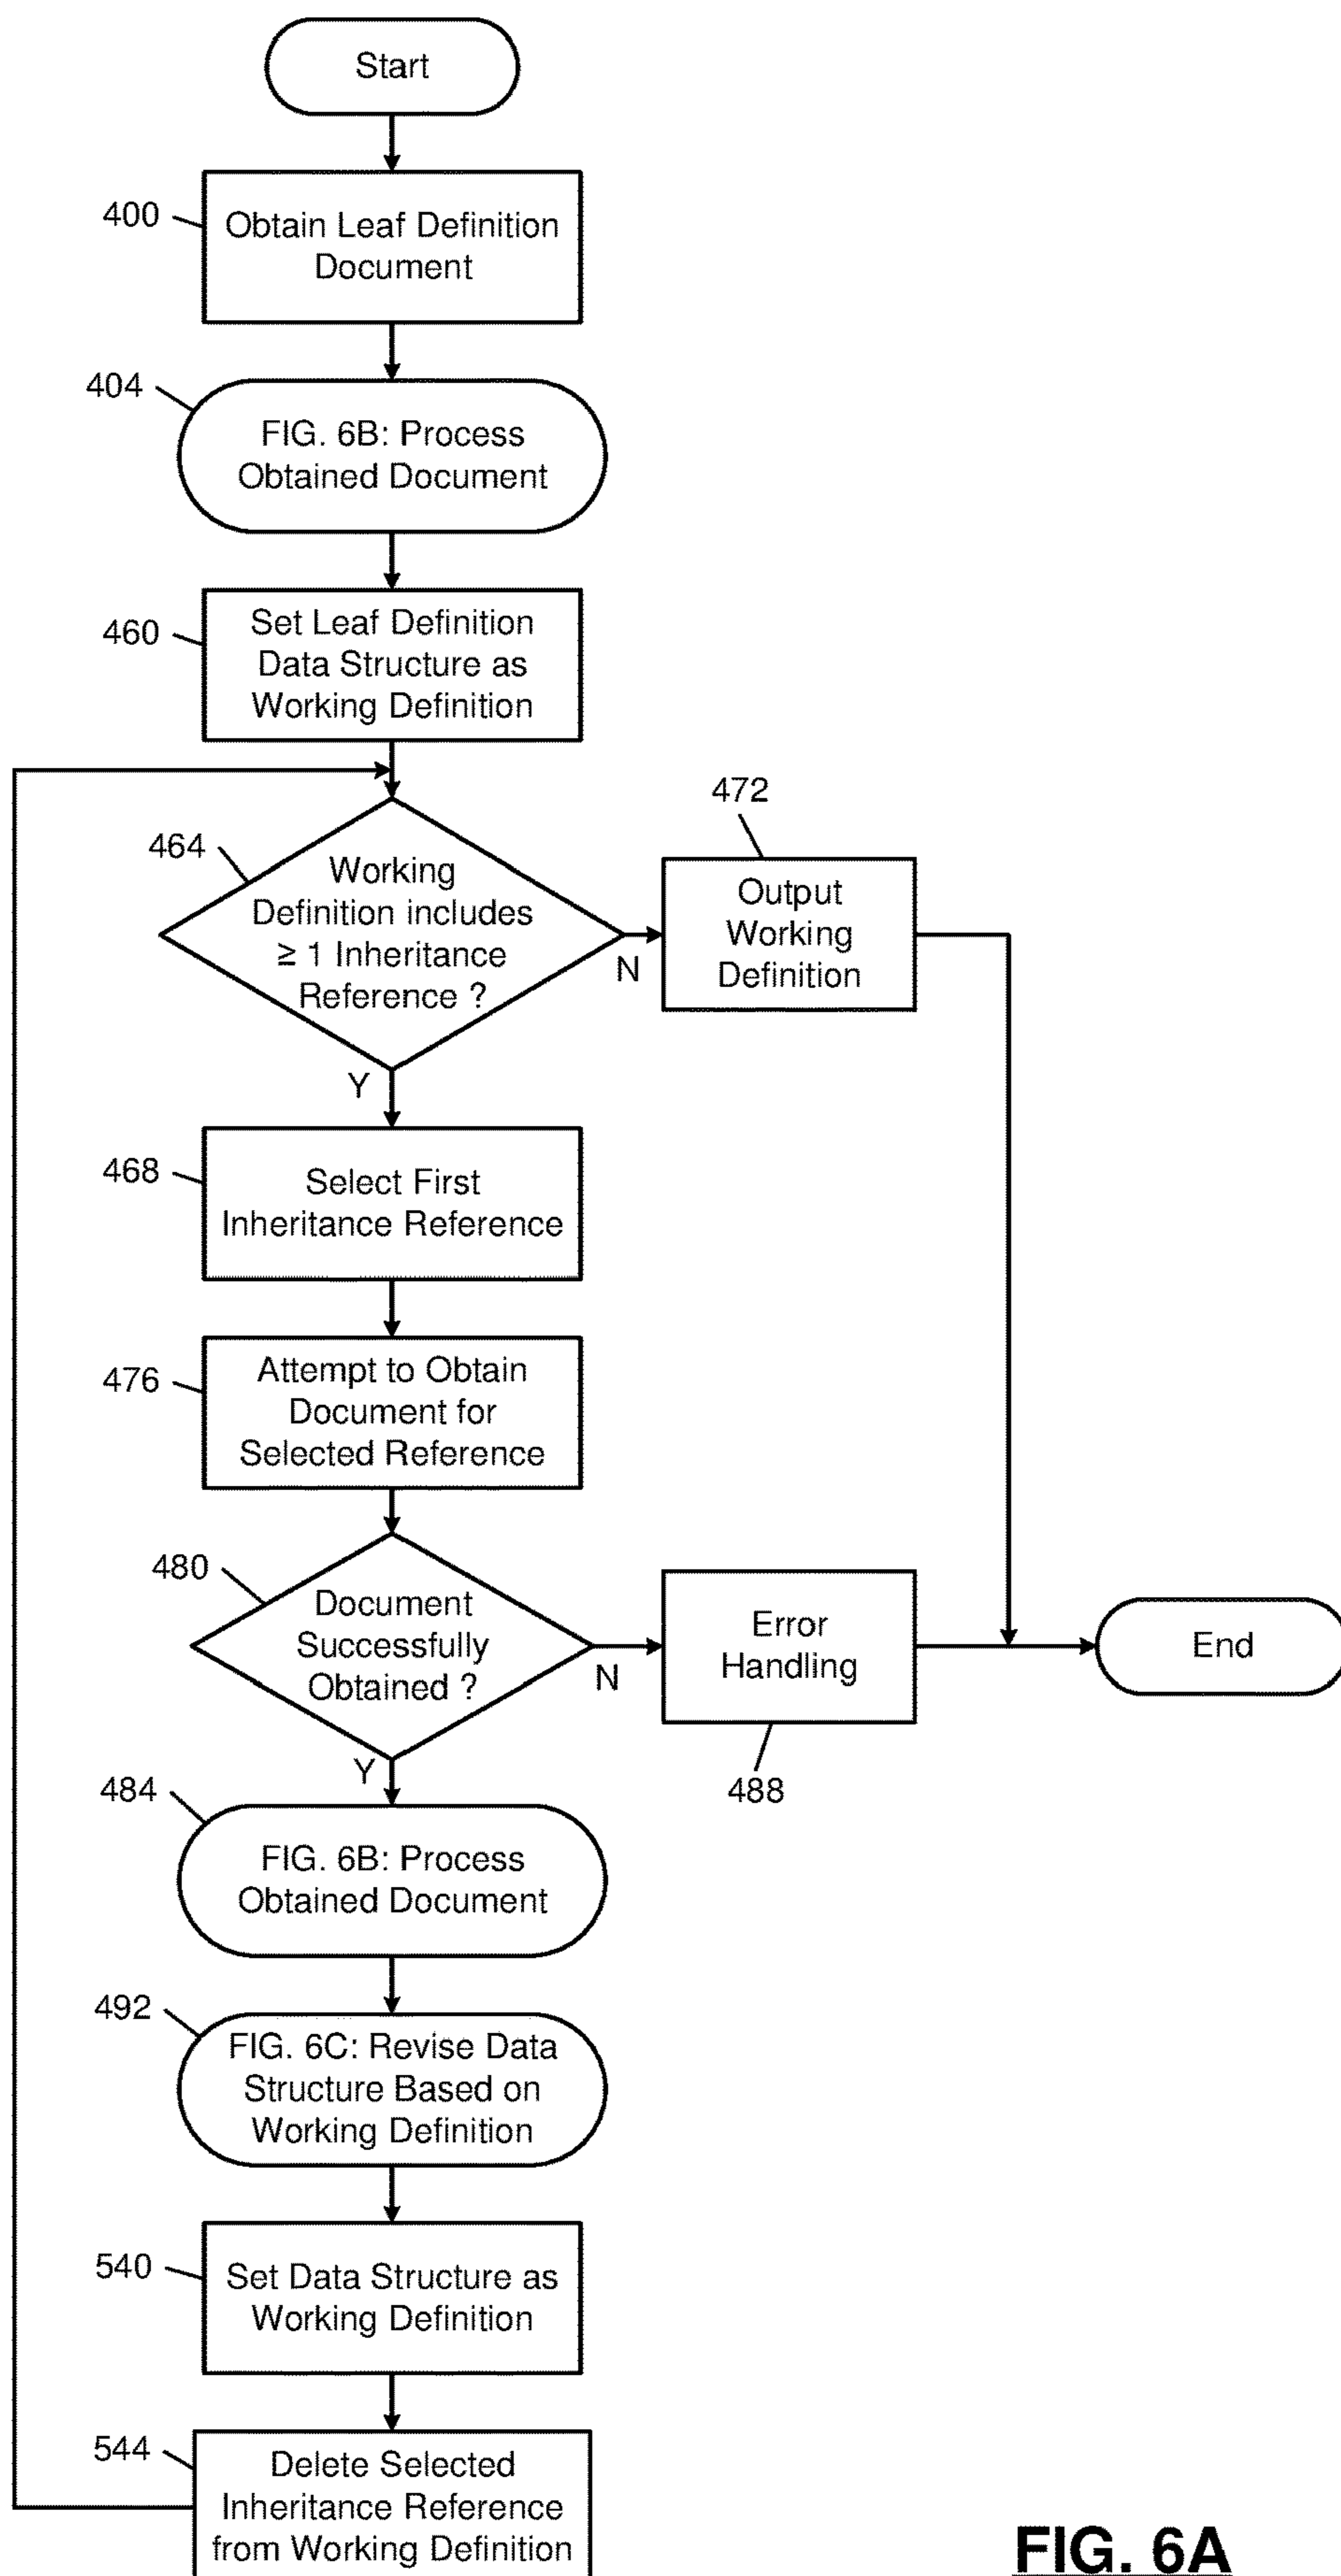 Start
400
Obtain Leaf Definition
Document
404
FIG. 6B: Process
Obtained Document
460
Set Leaf Definition
Data Structure as
Working Definition
464
Working
Definition includes
≥ 1 Inheritance
Reference ?
N
472
Output
Working
Definition
Y
468
Select First
Inheritance Reference
476
Attempt to Obtain
Document for
Selected Reference
480
Document
Successfully
Obtained ?
N
Error
Handling
488
End
Y
484
FIG. 6B: Process
Obtained Document
492
FIG. 6C: Revise Data
Structure Based on
Working Definition
540
Set Data Structure as
Working Definition
544
Delete Selected
Inheritance Reference
from Working Definition
FIG. 6A